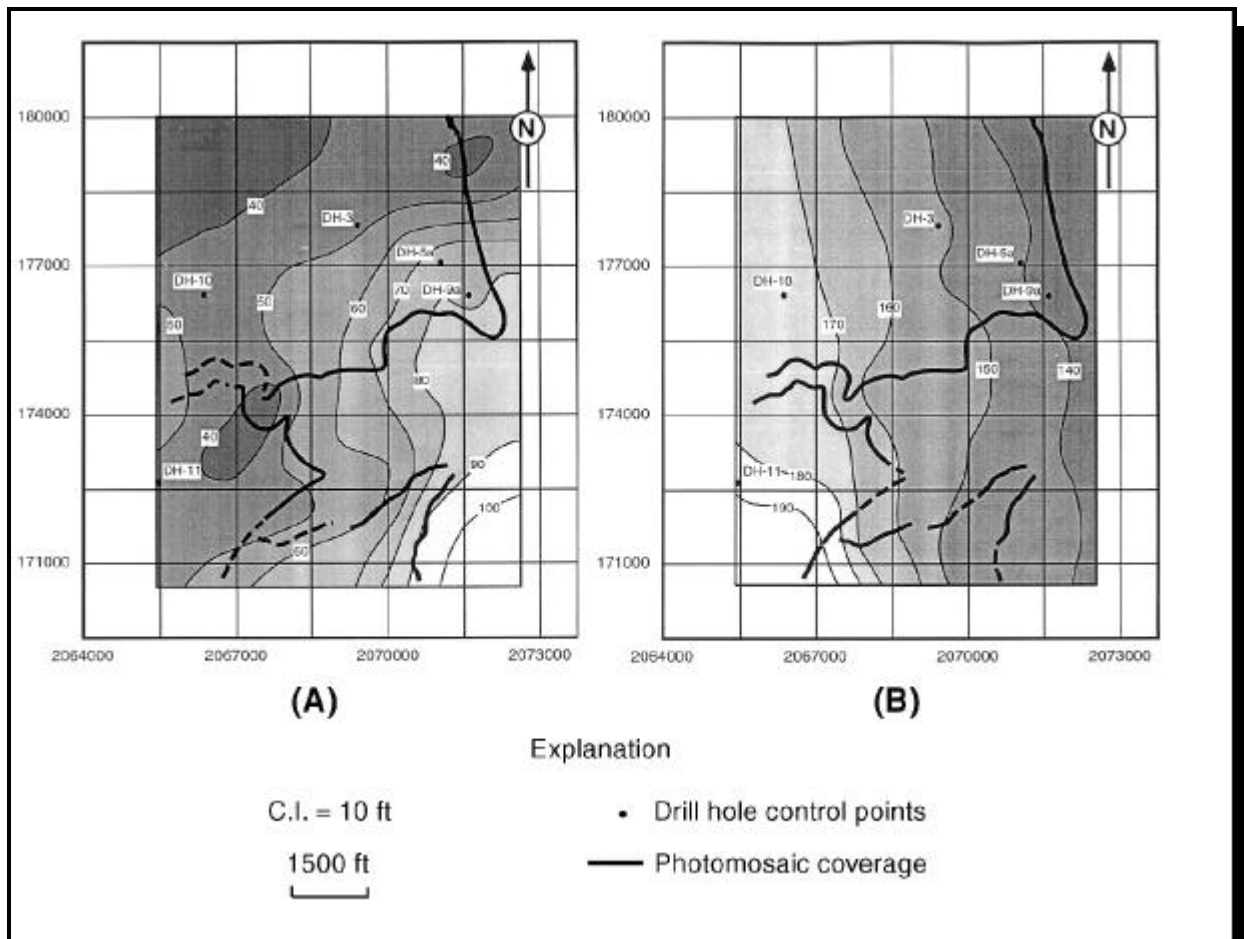 N
180000
40
40
DH-3
DH-5a
177000
DH-10
50
60
70
DH-9a
50
80
174000
40
DH-11
90
100
60
171000
2064000 2067000 2070000 2073000
(A)
N
180000
DH-3
DH-5a
177000
DH-10
DH-9a
170
160
150
140
174000
DH-11
180
190
171000
2064000 2067000 2070000 2073000
(B)
Explanation
C.I. = 10 ft
Drill hole control points
1500 ft
Photomosaic coverage